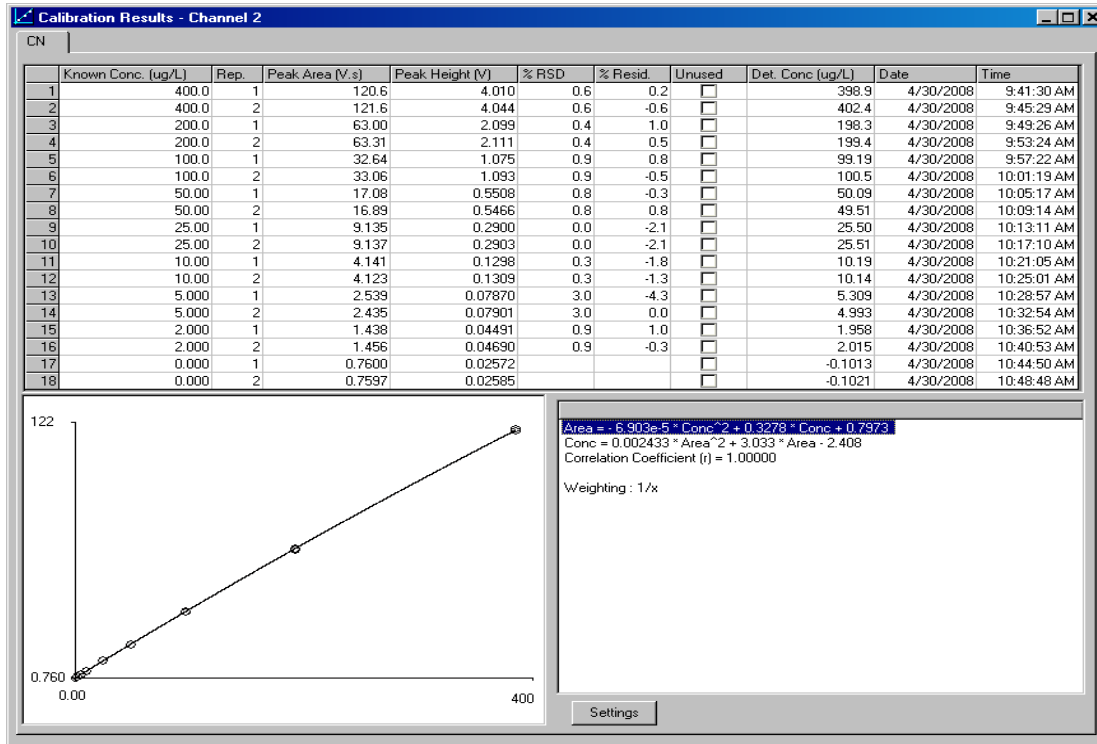 Calibration Results - Channel 2
CN
Known Conc. (ug/L) Rep. Peak Area (V.s) Peak Height (V) % RSD % Resid. Unused Det. Conc (ug/L) Date Time
1 400.0 1 120.6 4.010 0.6 0.2 398.9 4/30/2008 9:41:30 AM
2 400.0 2 121.6 4.044 0.6 -0.6 402.4 4/30/2008 9:45:29 AM
3 200.0 1 63.00 2.099 0.4 1.0 198.3 4/30/2008 9:49:26 AM
4 200.0 2 63.31 2.111 0.4 0.5 199.4 4/30/2008 9:53:24 AM
5 100.0 1 32.64 1.075 0.9 0.8 99.19 4/30/2008 9:57:22 AM
6 100.0 2 33.06 1.093 0.9 -0.5 100.5 4/30/2008 10:01:19 AM
7 50.00 1 17.08 0.5508 0.8 -0.3 50.09 4/30/2008 10:05:17 AM
8 50.00 2 16.89 0.5466 0.8 0.8 49.51 4/30/2008 10:09:14 AM
9 25.00 1 9.135 0.2900 0.0 -2.1 25.50 4/30/2008 10:13:11 AM
10 25.00 2 9.137 0.2903 0.0 -2.1 25.51 4/30/2008 10:17:10 AM
11 10.00 1 4.141 0.1298 0.3 -1.8 10.19 4/30/2008 10:21:05 AM
12 10.00 2 4.123 0.1309 0.3 -1.3 10.14 4/30/2008 10:25:01 AM
13 5.000 1 2.539 0.07870 3.0 -4.3 5.309 4/30/2008 10:28:57 AM
14 5.000 2 2.435 0.07901 3.0 0.0 4.993 4/30/2008 10:32:54 AM
15 2.000 1 1.438 0.04491 0.9 1.0 1.958 4/30/2008 10:36:52 AM
16 2.000 2 1.456 0.04690 0.9 -0.3 2.015 4/30/2008 10:40:53 AM
17 0.000 1 0.7600 0.02572 -0.1013 4/30/2008 10:44:50 AM
18 0.000 2 0.7597 0.02585 -0.1021 4/30/2008 10:48:48 AM
122
0.760
0.00
400
Area = - 6.903e-5 * Conc^2 + 0.3278 * Conc + 0.7973
Conc = 0.002433 * Area^2 + 3.033 * Area - 2.408
Correlation Coefficient (r) = 1.00000
Weighting : 1/x
Settings